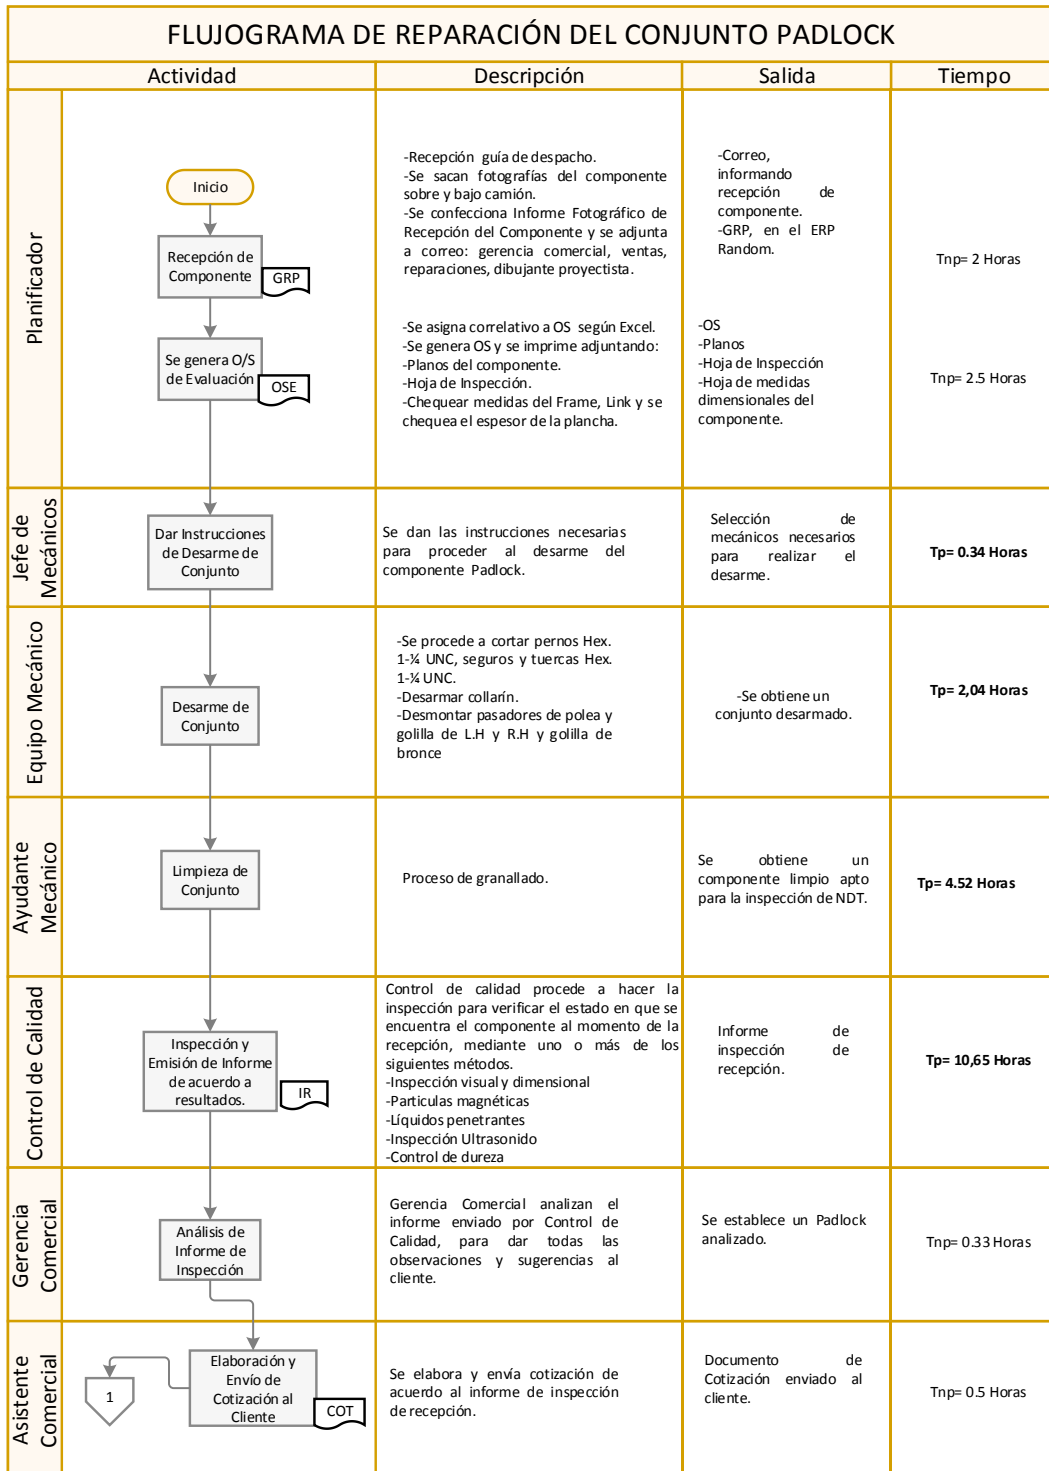 FLUJOGRAMA DE REPARACIÓN DEL CONJUNTO PADLOCK
Actividad
Descripción
Salida
Tiempo
Planificador
Inicio
Recepción de
Componente
GRP
-Recepción guía de despacho.
-Se sacan fotografías del componente
sobre y bajo camión.
-Se confecciona Informe Fotográfico de
Recepción del Componente y se adjunta
a correo: gerencia comercial, ventas,
reparaciones, dibujante proyectista.
-Correo,
informando
recepción de
componente.
-GRP, en el ERP
Random.
Tnp= 2 Horas
Se genera O/S
de Evaluación
OSE
-Se asigna correlativo a OS según Excel.
-Se genera OS y se imprime adjuntando:
-Planos del componente.
-Hoja de Inspección.
-Chequear medidas del Frame, Link y se
chequea el espesor de la plancha.
-OS
-Planos
-Hoja de Inspección
-Hoja de medidas
dimensionales del
componente.
Tnp= 2.5 Horas
Jefe de
Mecánicos
Dar Instrucciones
de Desarme de
Conjunto
Se dan las instrucciones necesarias
para proceder al desarme del
componente Padlock.
Selección de
mecánicos necesarios
para realizar el
desarme.
Tp= 0.34 Horas
Equipo Mecánico
Desarme de
Conjunto
-Se procede a cortar pernos Hex.
1-¼ UNC, seguros y tuercas Hex.
1-¼ UNC.
-Desarmar collarín.
-Desmontar pasadores de polea y
golilla de L.H y R.H y golilla de
bronce
-Se obtiene un
conjunto desarmado.
Tp= 2,04 Horas
Ayudante
Mecánico
Limpieza de
Conjunto
Proceso de granallado.
Se obtiene un
componente limpio apto
para la inspección de NDT.
Tp= 4.52 Horas
Control de Calidad
Inspección y
Emisión de Informe
de acuerdo a
resultados.
IR
Control de calidad procede a hacer la
inspección para verificar el estado en que se
encuentra el componente al momento de la
recepción, mediante uno o más de los
siguientes métodos.
-Inspección visual y dimensional
-Particulas magnéticas
-Líquidos penetrantes
-Inspección Ultrasonido
-Control de dureza
Informe de
inspección de
recepción.
Tp= 10,65 Horas
Gerencia
Comercial
Análisis de
Informe de
Inspección
Gerencia Comercial analizan el
informe enviado por Control de
Calidad, para dar todas las
observaciones y sugerencias al
cliente.
Se establece un Padlock
analizado.
Tnp= 0.33 Horas
Asistente
Comercial
1
Elaboración y
Envío de
Cotización al
Cliente
COT
Se elabora y envía cotización de
acuerdo al informe de inspección
de recepción.
Documento de
Cotización enviado al
cliente.
Tnp= 0.5 Horas